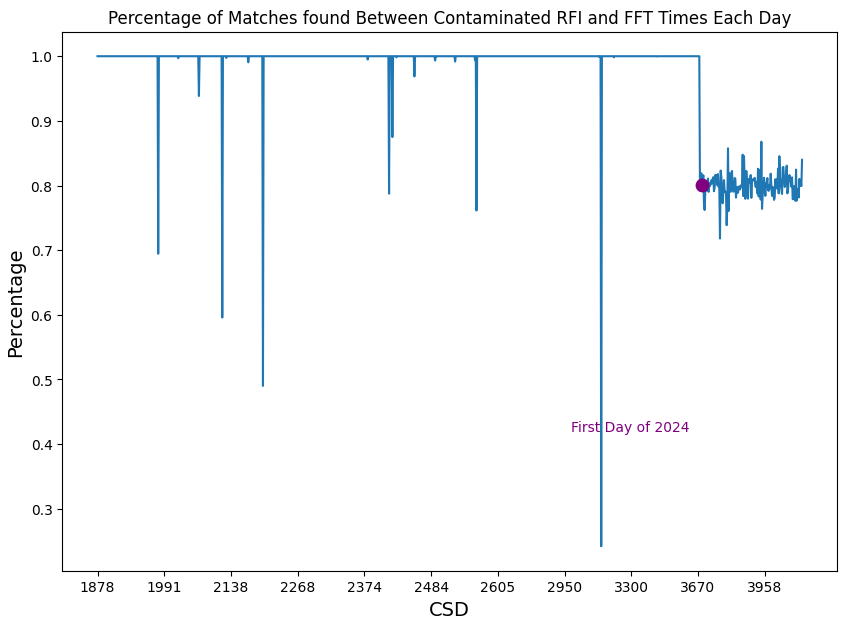 Percentage of Matches found Between Contaminated RFI and FFT Times Each Day
Percentage
1.0
0.9
0.8
0.7
0.6
0.5
0.4
0.3
First Day of 2024
1878 1991 2138 2268 2374 2484 2605 2950 3300 3670 3958
CSD